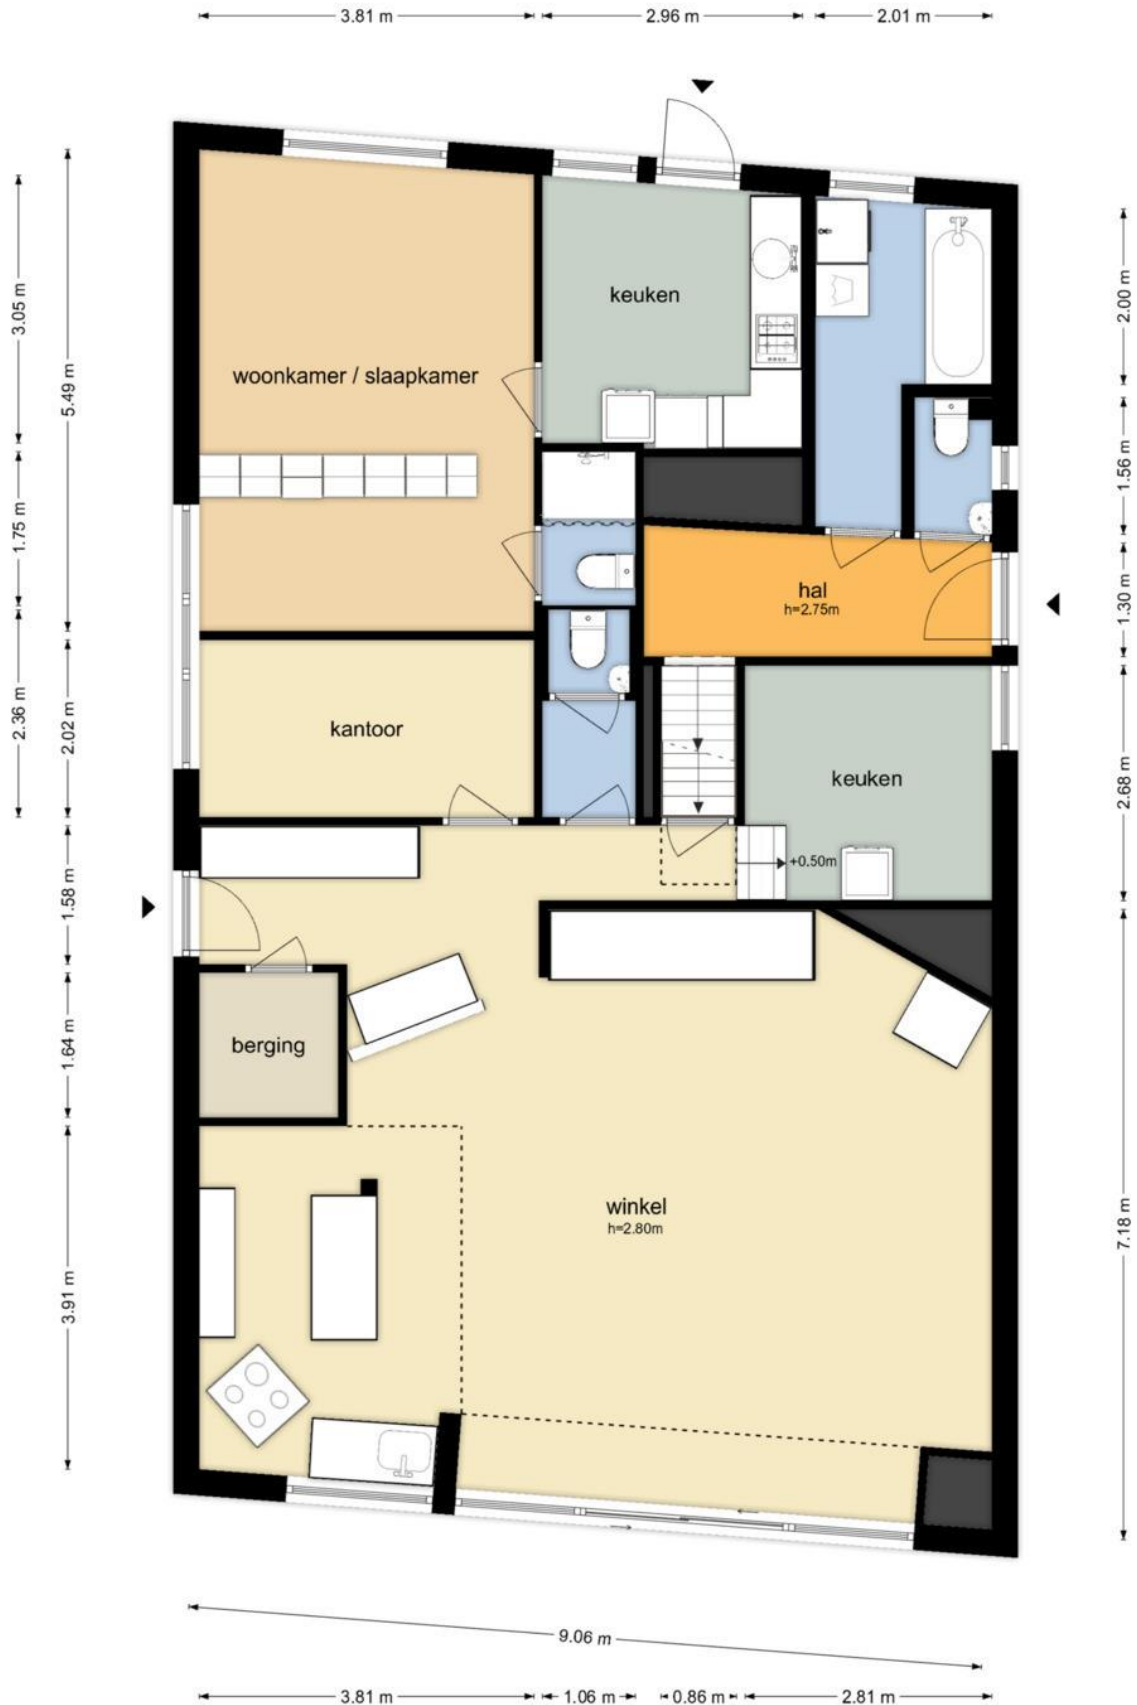 3.81 m
2.96 m
2.01 m
3.05 m
5.49 m
2.00 m
keuken
woonkamer / slaapkamer
1.56 m
1.75 m
hal
h=2.75m
1.30 m
2.36 m
2.02 m
kantoor
keuken
2.68 m
+0.50m
1.58 m
berging
1.64 m
winkel
h=2.80m
7.18 m
3.91 m
9.06 m
3.81 m
1.06 m
0.86 m
2.81 m